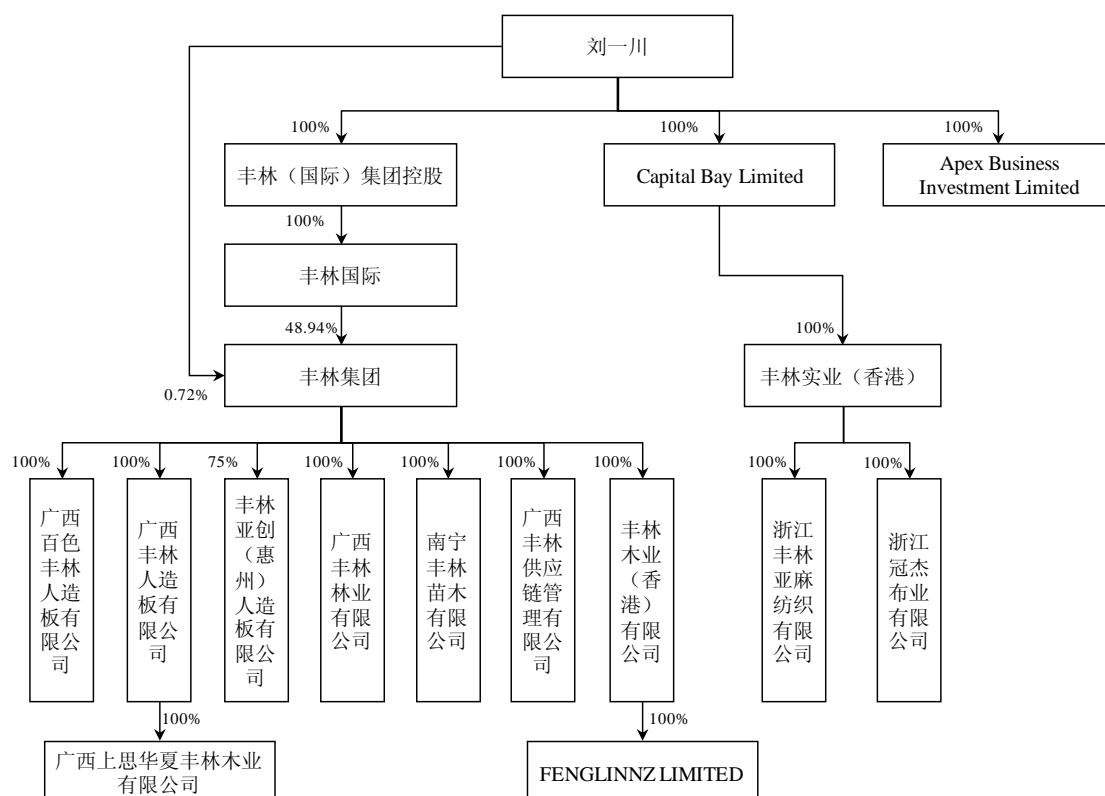 刘一川
100%
100%
100%
丰林（国际）集团控股
Capital Bay Limited
Apex Business
Investment Limited
100%
丰林国际
48.94%
100%
丰林集团
丰林实业（香港）
0.72%
100%
100%
75%
100%
100%
100%
100%
100%
100%
广西
百色
丰林
人造
板有
限公
司
广西
丰林
人造
板有
限公
司
丰林
亚创
（惠
州）
人造
板有
限公
司
广西
丰林
林业
有限
公司
南宁
丰林
苗木
有限
公司
广西
丰林
供应
链管
理有
限公
司
丰林
木业
（香
港）
有限
公司
浙江
丰林
亚麻
纺织
有限
公司
浙江
冠杰
布业
有限
公司
100%
100%
广西上思华夏丰林木业
有限公司
FENGLINNZ LIMITED